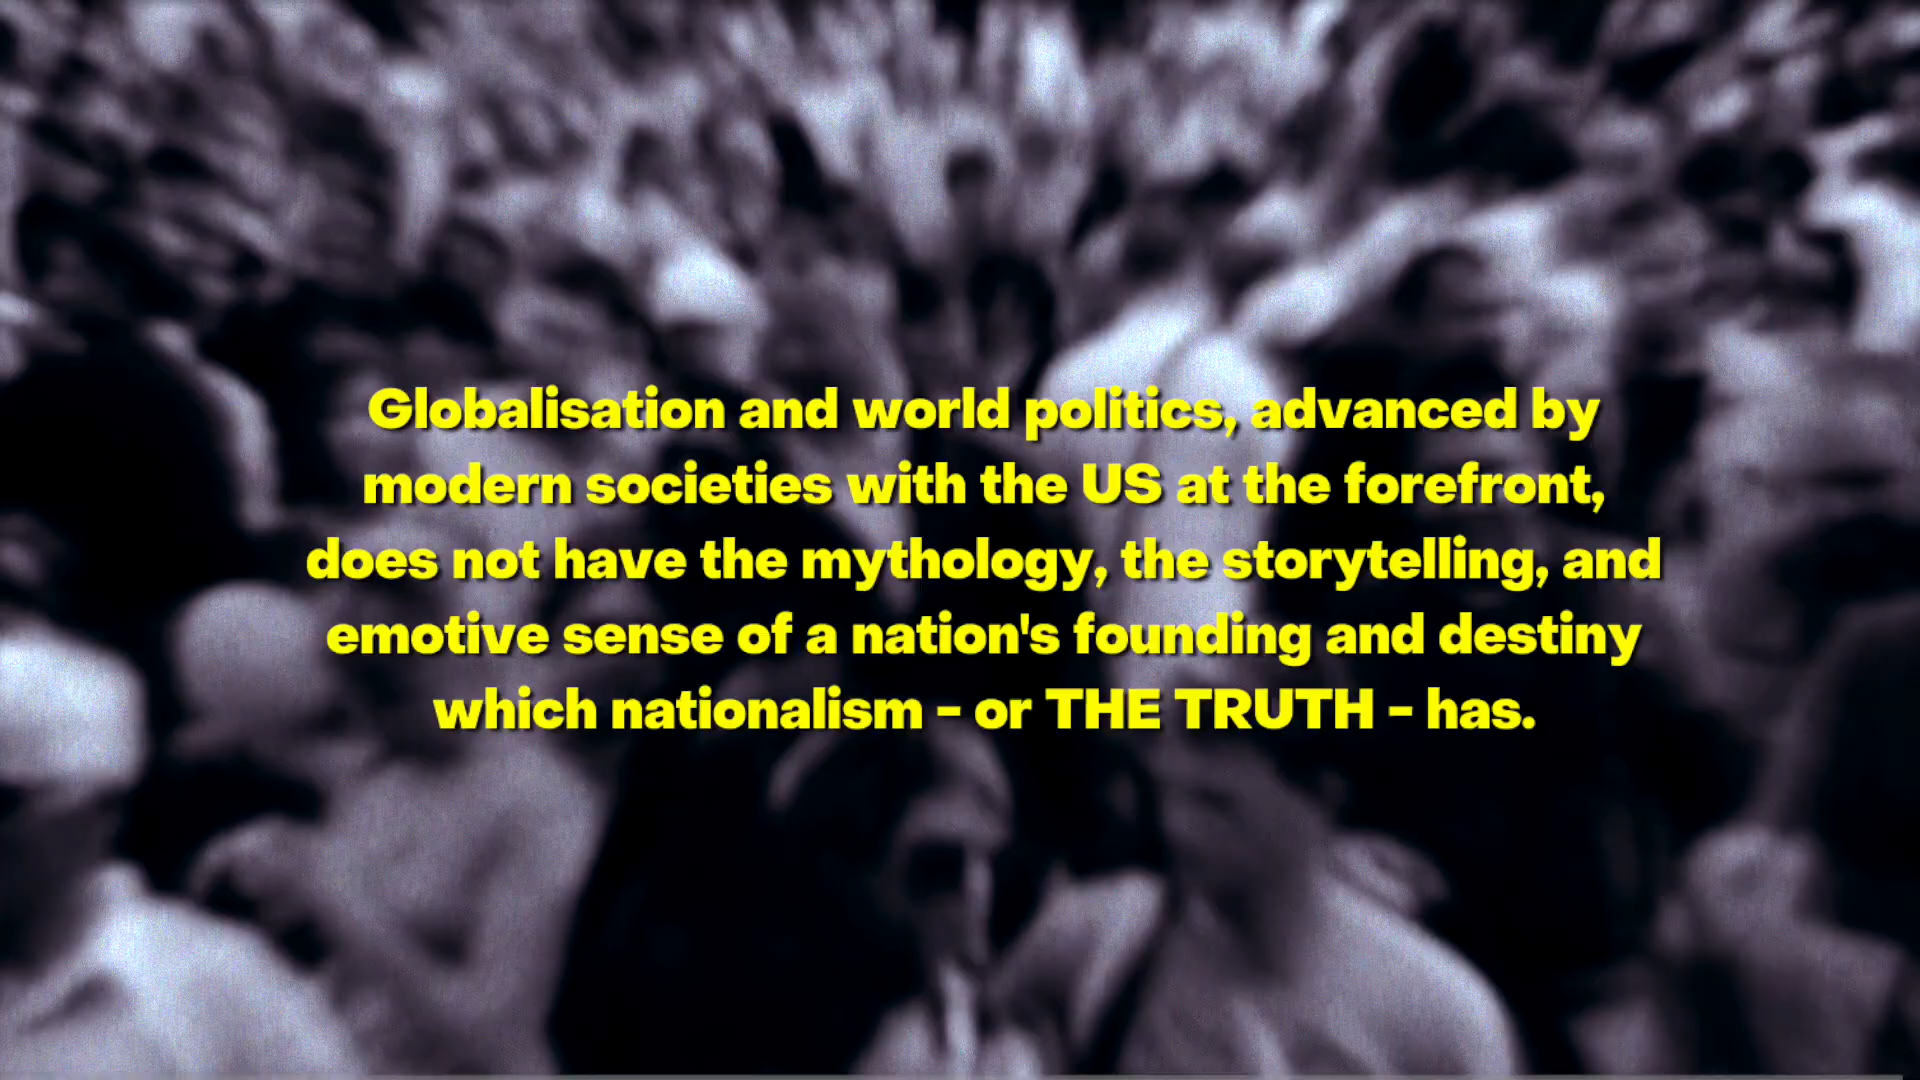 Globalisation and world politics, advanced by
modern societies with the US at the forefront,
does not have the mythology, the storytelling, and
emotive sense of a nation's founding and destiny
which nationalism - or THE TRUTH - has.